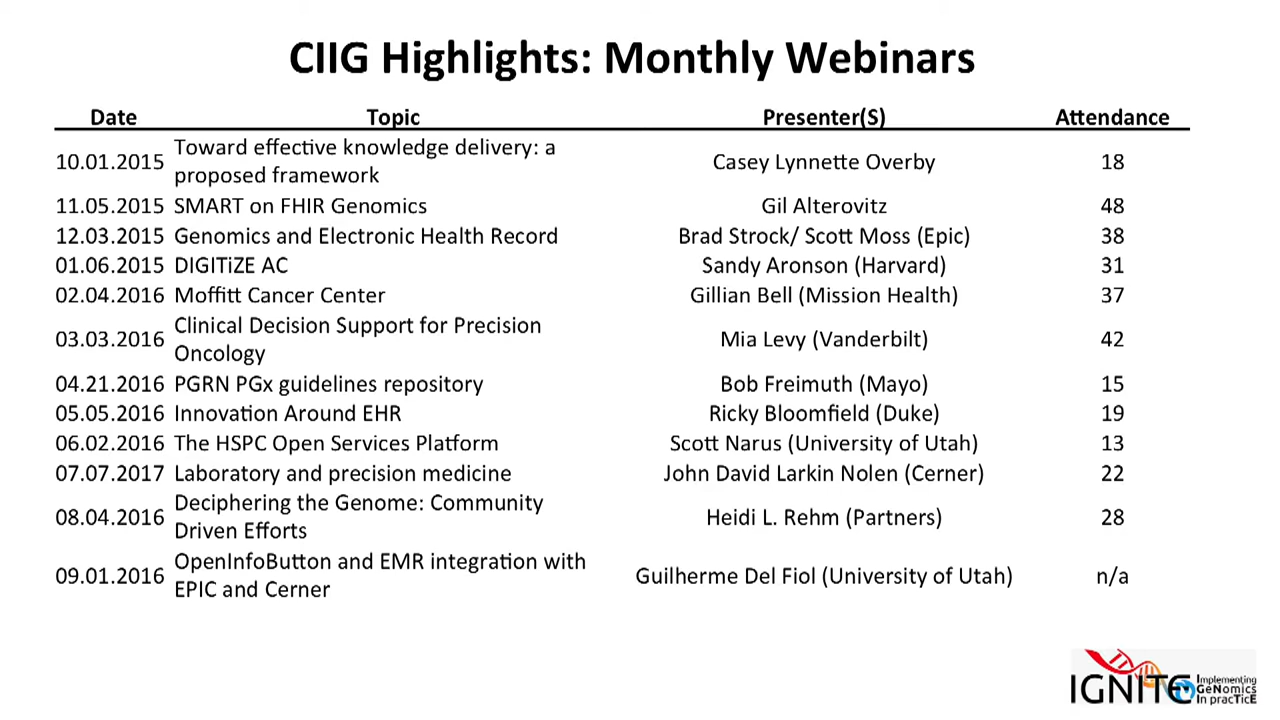 CIIG Highlights: Monthly Webinars
Date Topic Presenter(S) Attendance
10.01.2015 Toward effective knowledge delivery: a proposed framework Casey Lynnette Overby 18
11.05.2015 SMART on FHIR Genomics Gil Alterovitz 48
12.03.2015 Genomics and Electronic Health Record Brad Strock/ Scott Moss (Epic) 38
01.06.2015 DIGITiZE AC Sandy Aronson (Harvard) 31
02.04.2016 Moffitt Cancer Center Gillian Bell (Mission Health) 37
03.03.2016 Clinical Decision Support for Precision Oncology Mia Levy (Vanderbilt) 42
04.21.2016 PGRN PGx guidelines repository Bob Freimuth (Mayo) 15
05.05.2016 Innovation Around EHR Ricky Bloomfield (Duke) 19
06.02.2016 The HSPC Open Services Platform Scott Narus (University of Utah) 13
07.07.2017 Laboratory and precision medicine John David Larkin Nolen (Cerner) 22
08.04.2016 Deciphering the Genome: Community Driven Efforts Heidi L. Rehm (Partners) 28
09.01.2016 OpenInfoButton and EMR integration with EPIC and Cerner Guilherme Del Fiol (University of Utah) n/a
IGNITE
Implementing
GeNomics
In pracTicE